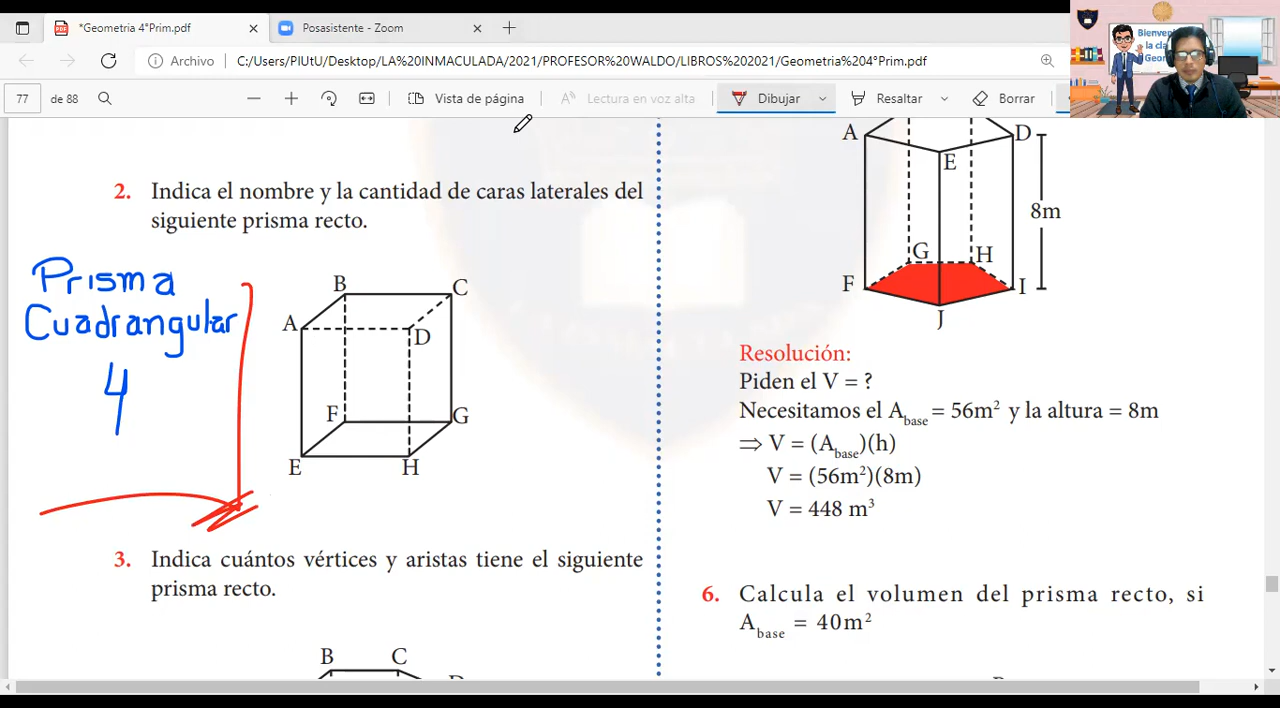 *Geometria 4°Prim.pdf
Posasistente - Zoom
Archivo
C:/Users/PIUtU/Desktop/LA%20INMACULADA/2021/PROFESOR%20WALDO/LIBROS%202021/Geometria%204°Prim.pdf
77 de 88
Vista de página
Lectura en voz alta
Dibujar
Resaltar
Borrar
Bienven
la cla
Geom
2. Indica el nombre y la cantidad de caras laterales del
siguiente prisma recto.
Prisma
Cuadrangular
4
B
C
A
D
F
G
E
H
3. Indica cuántos vértices y aristas tiene el siguiente
prisma recto.
B C
A
D
E
8m
G
H
F
I
J
Resolución:
Piden el V = ?
Necesitamos el Abase = 56m² y la altura = 8m
⇒ V = (Abase)(h)
V = (56m²)(8m)
V = 448 m³
6. Calcula el volumen del prisma recto, si
Abase = 40m²